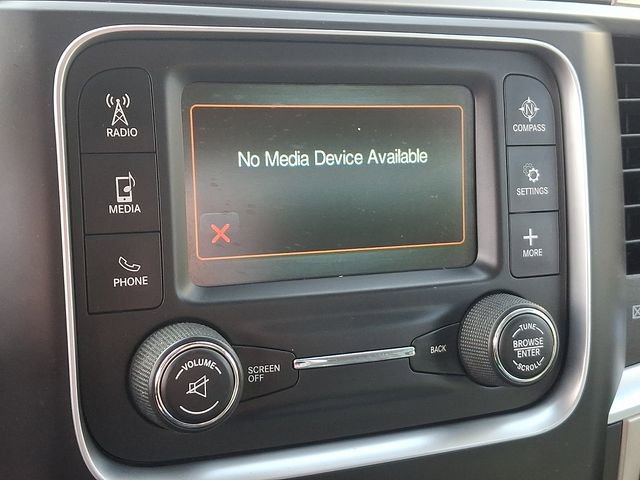 RADIO
MEDIA
PHONE
No Media Device Available
N
COMPASS
SETTINGS
MORE
VOLUME
SCREEN
OFF
BACK
TUNE
BROWSE
ENTER
SCROLL